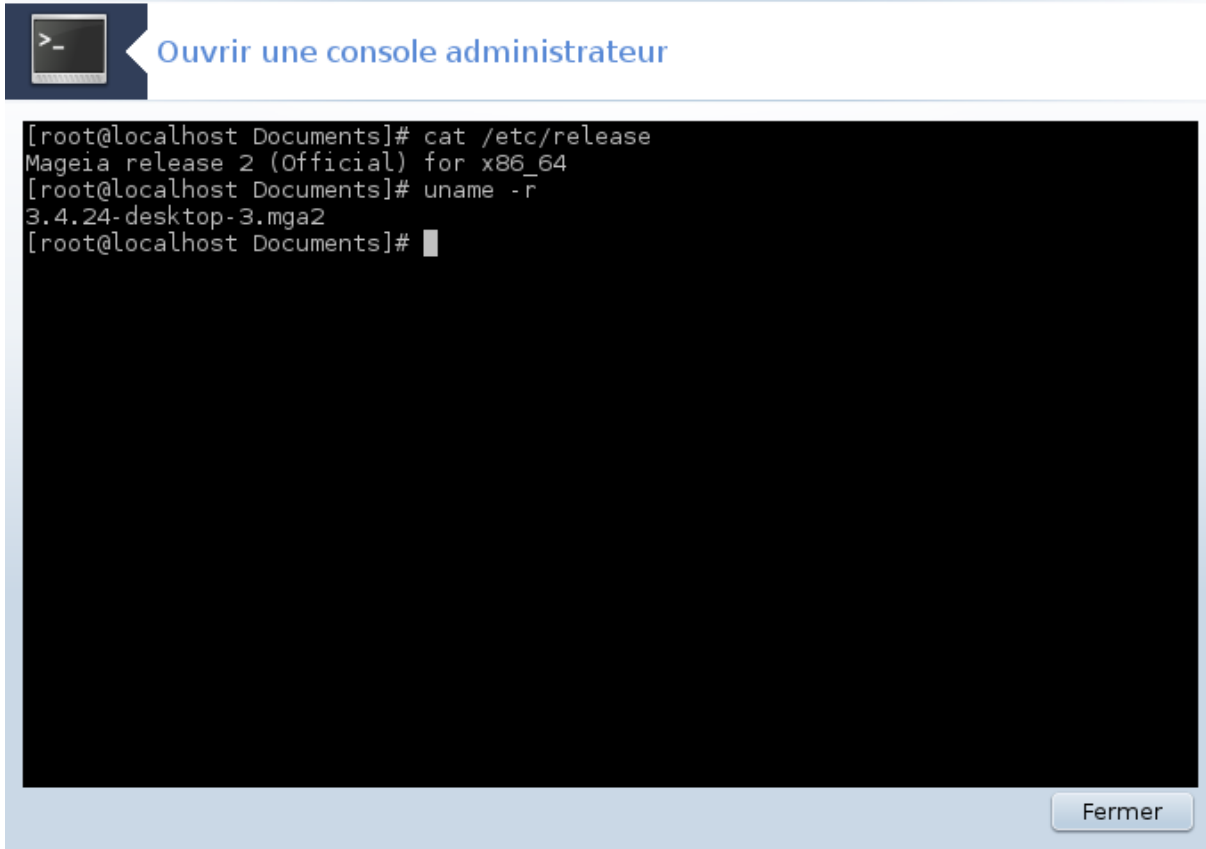 >_
Ouvrir une console administrateur
[root@localhost Documents]# cat /etc/release
Mageia release 2 (Official) for x86_64
[root@localhost Documents]# uname -r
3.4.24-desktop-3.mga2
[root@localhost Documents]#
Fermer